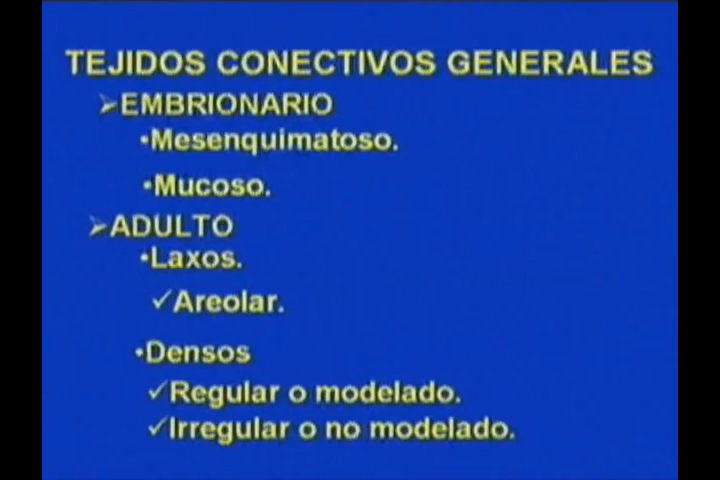 TEJIDOS CONECTIVOS GENERALES
➢EMBRIONARIO
•Mesenquimatoso.
•Mucoso.
➢ADULTO
•Laxos.
✓Areolar.
•Densos
✓Regular o modelado.
✓Irregular o no modelado.